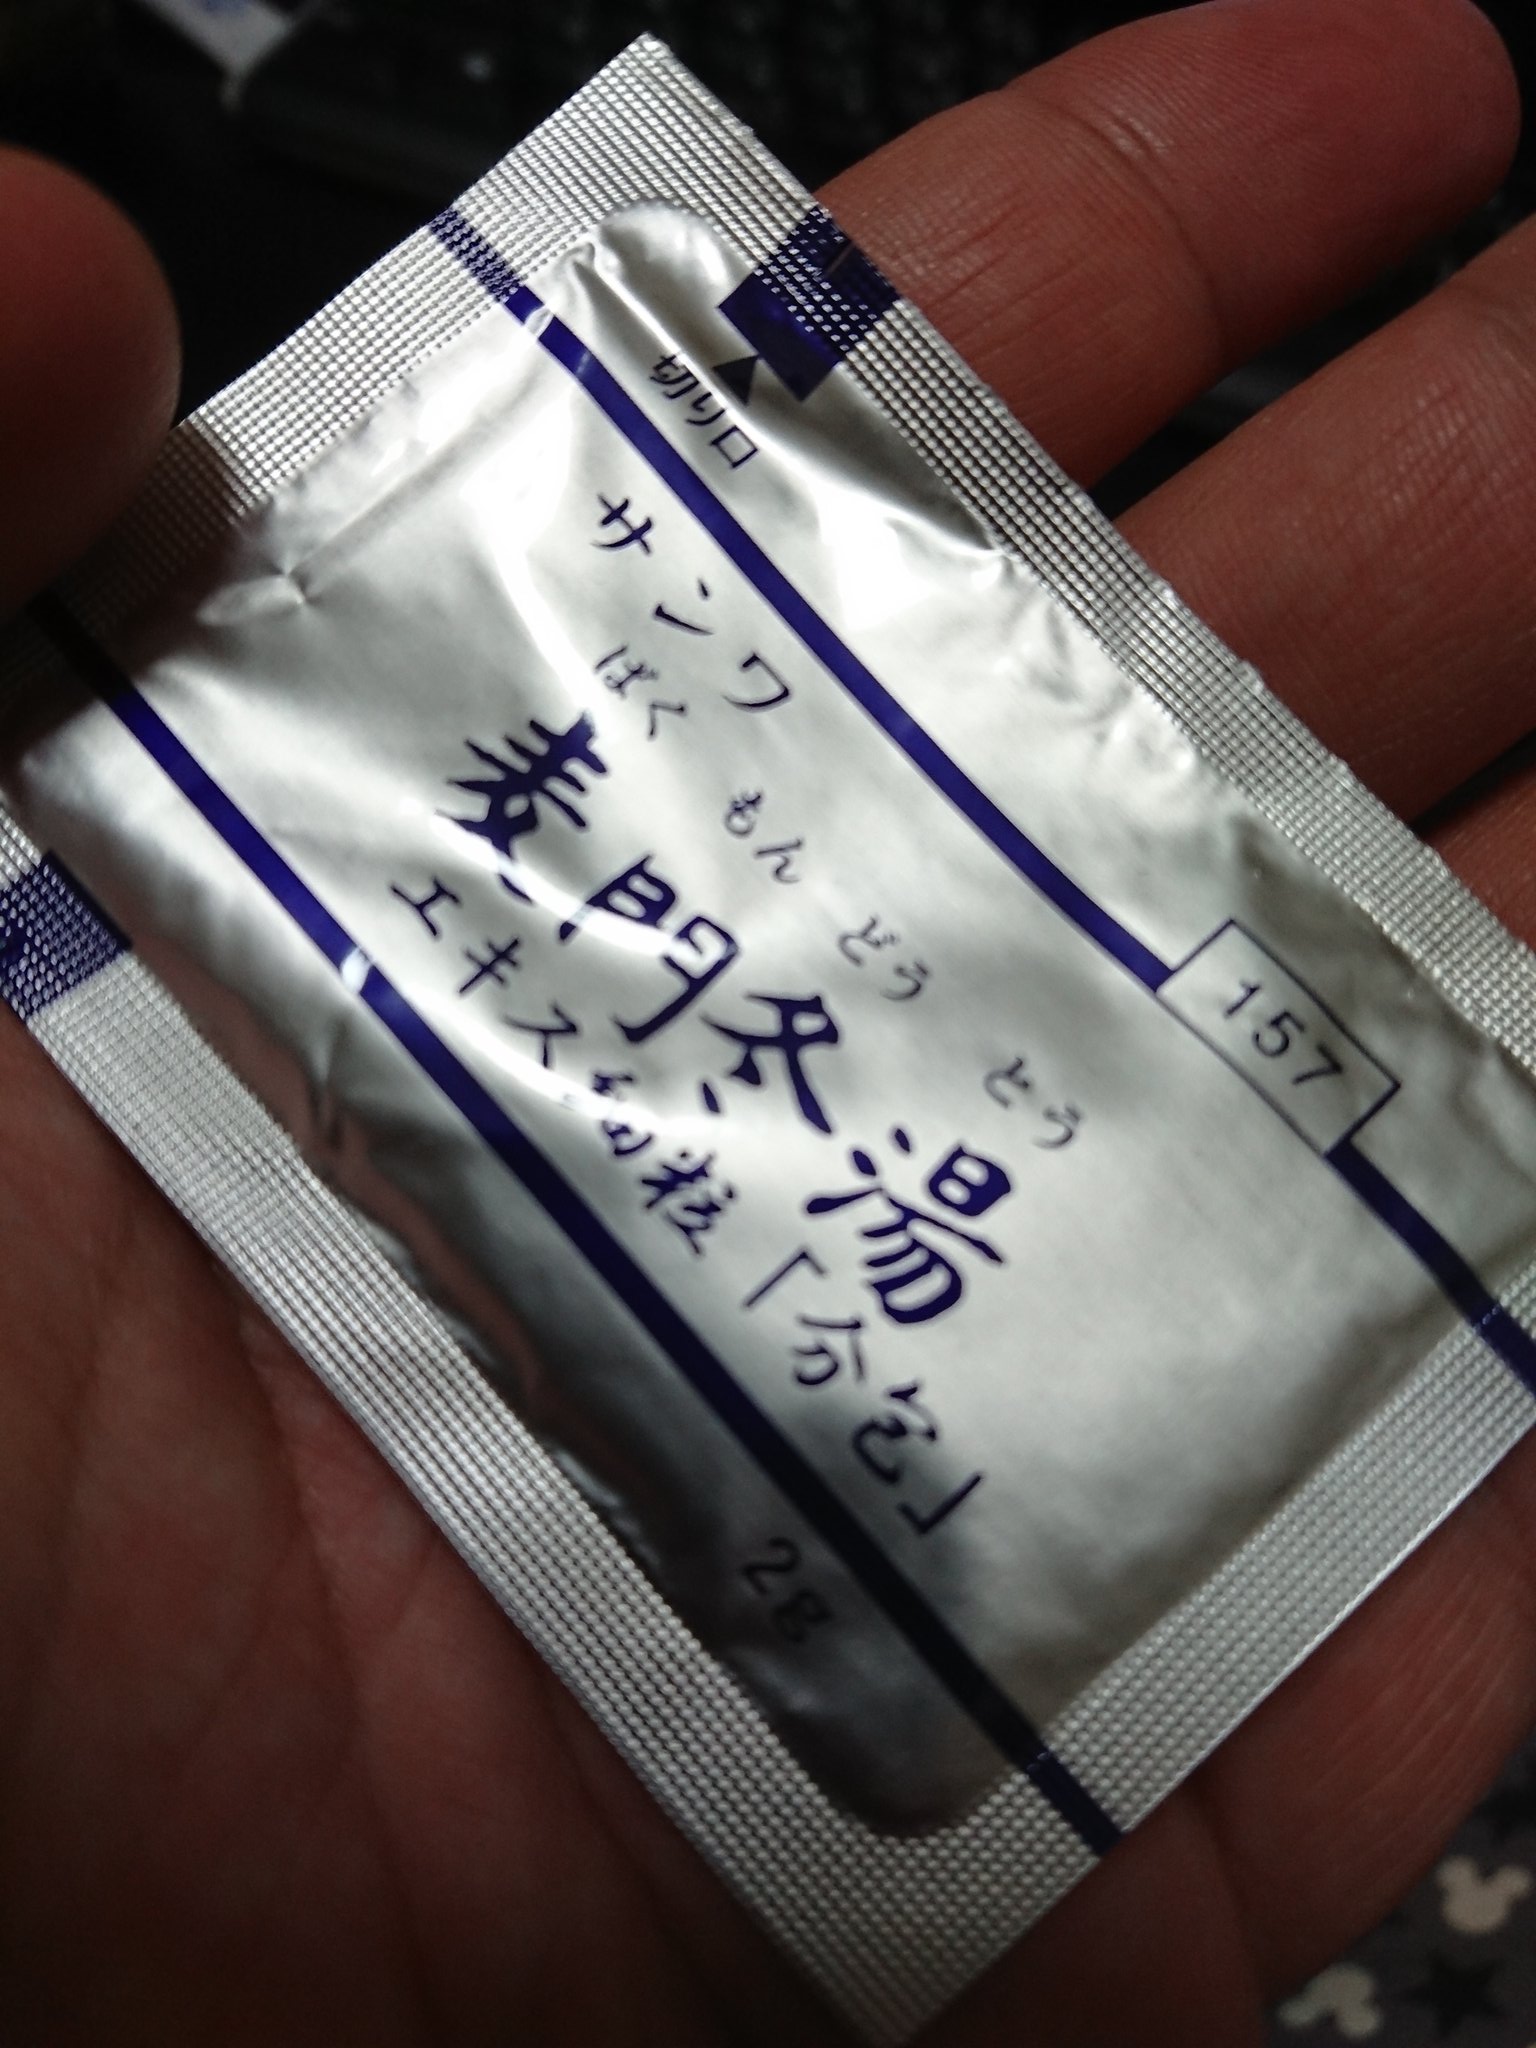 切り口
サンワ
ばく もん どう とう
麦門冬湯
エキス細粒「分包」
157
2g